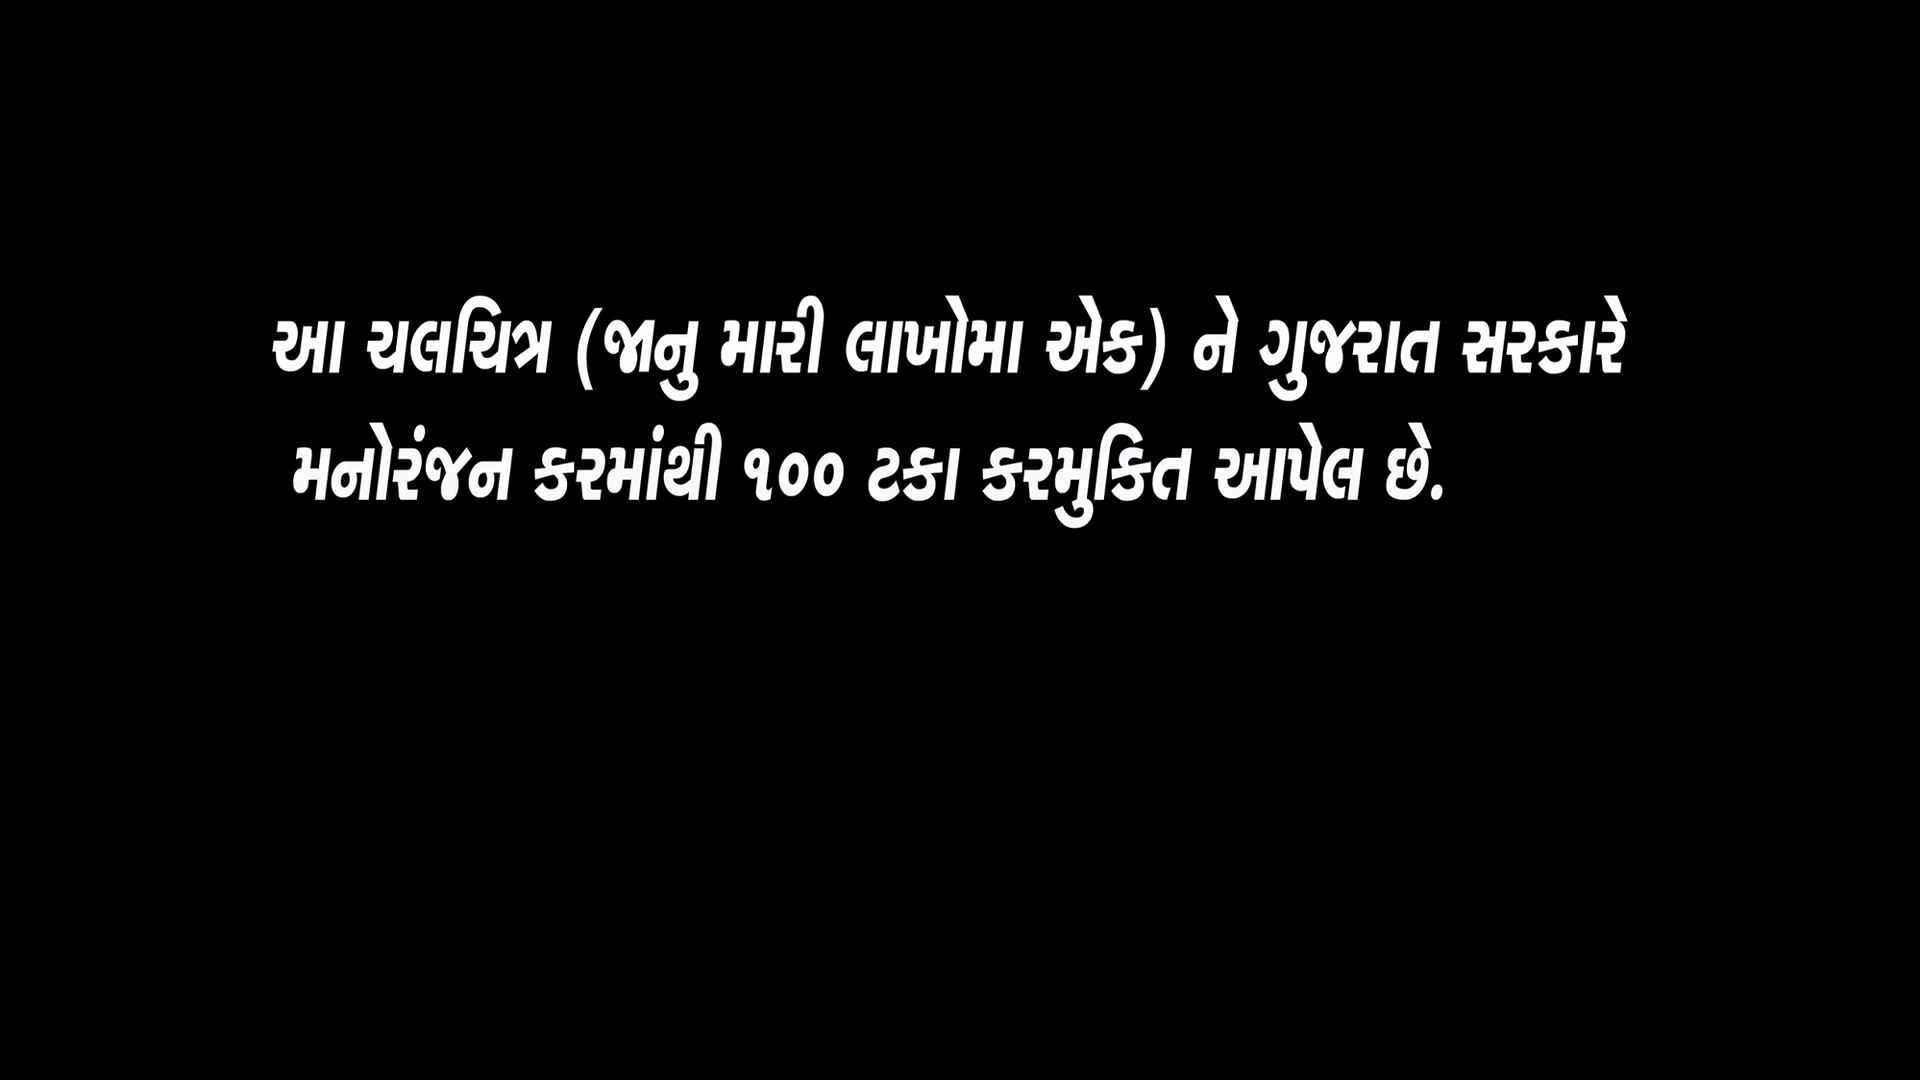 આ ચલચિત્ર (જાનુ મારી લાખોમા એક) ને ગુજરાત સરકારે
મનોરંજન કરમાંથી ૧૦૦ ટકા કરમુકિત આપેલ છે.